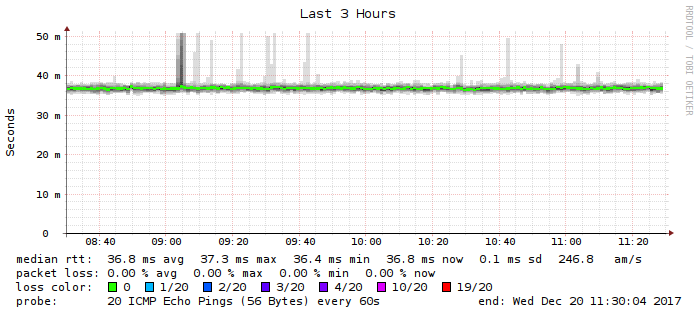 Last 3 Hours
RRDTOOL / TOBI OETIKER
Seconds
50 m
40 m
30 m
20 m
10 m
0
08:40 09:00 09:20 09:40 10:00 10:20 10:40 11:00 11:20
median rtt: 36.8 ms avg 37.3 ms max 36.4 ms min 36.8 ms now 0.1 ms sd 246.8 am/s
packet loss: 0.00 % avg 0.00 % max 0.00 % min 0.00 % now
loss color: 0 1/20 2/20 3/20 4/20 10/20 19/20
probe: 20 ICMP Echo Pings (56 Bytes) every 60s end: Wed Dec 20 11:30:04 2017